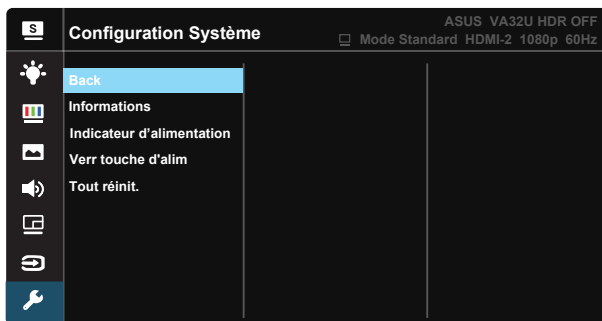 S
Configuration Système
ASUS VA32U HDR OFF
Mode Standard HDMI-2 1080p 60Hz
Back
Informations
Indicateur d’alimentation
Verr touche d'alim
Tout réinit.